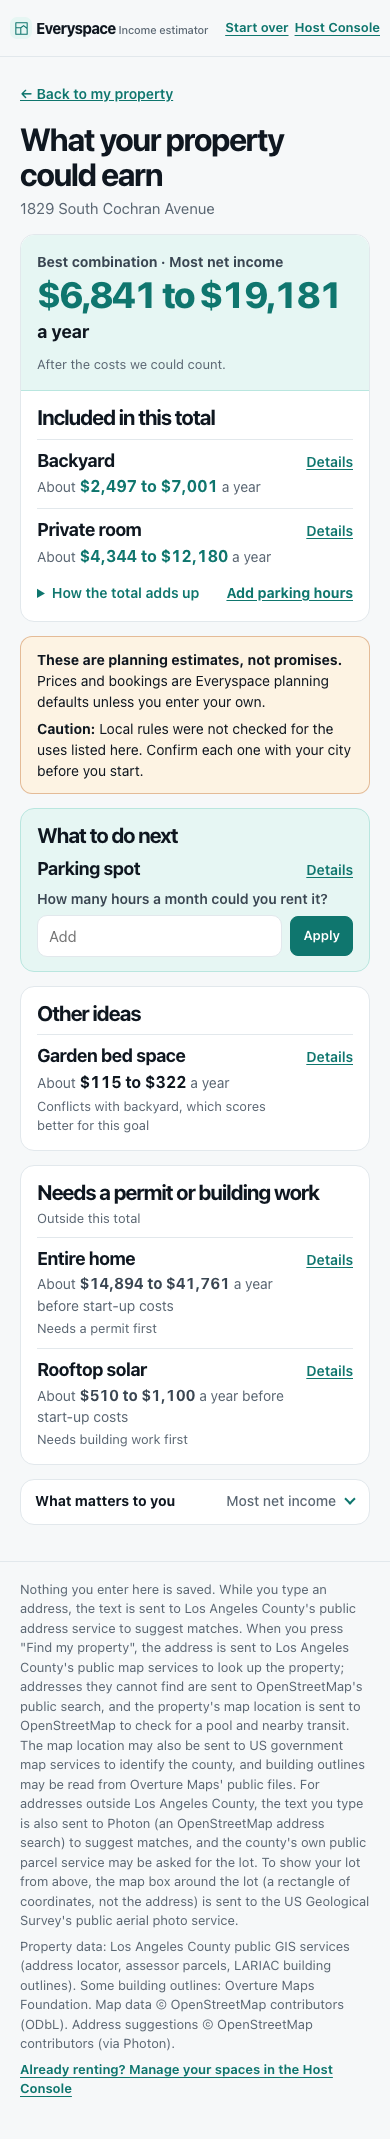 Everyspace Income estimator Start over Host Console
← Back to my property
What your property
could earn
1829 South Cochran Avenue
Best combination · Most net income
$6,841 to $19,181
a year
After the costs we could count.
Included in this total
Backyard Details
About $2,497 to $7,001 a year
Private room Details
About $4,344 to $12,180 a year
▶ How the total adds up Add parking hours
These are planning estimates, not promises.
Prices and bookings are Everyspace planning
defaults unless you enter your own.
Caution: Local rules were not checked for the
uses listed here. Confirm each one with your city
before you start.
What to do next
Parking spot Details
How many hours a month could you rent it?
Add Apply
Other ideas
Garden bed space Details
About $115 to $322 a year
Conflicts with backyard, which scores
better for this goal
Needs a permit or building work
Outside this total
Entire home Details
About $14,894 to $41,761 a year
before start-up costs
Needs a permit first
Rooftop solar Details
About $510 to $1,100 a year before
start-up costs
Needs building work first
What matters to you Most net income
Nothing you enter here is saved. While you type an
address, the text is sent to Los Angeles County's public
address service to suggest matches. When you press
"Find my property", the address is sent to Los Angeles
County's public map services to look up the property;
addresses they cannot find are sent to OpenStreetMap's
public search, and the property's map location is sent to
OpenStreetMap to check for a pool and nearby transit.
The map location may also be sent to US government
map services to identify the county, and building outlines
may be read from Overture Maps' public files. For
addresses outside Los Angeles County, the text you type
is also sent to Photon (an OpenStreetMap address
search) to suggest matches, and the county's own public
parcel service may be asked for the lot. To show your lot
from above, the map box around the lot (a rectangle of
coordinates, not the address) is sent to the US Geological
Survey's public aerial photo service.
Property data: Los Angeles County public GIS services
(address locator, assessor parcels, LARIAC building
outlines). Some building outlines: Overture Maps
Foundation. Map data © OpenStreetMap contributors
(ODbL). Address suggestions © OpenStreetMap
contributors (via Photon).
Already renting? Manage your spaces in the Host
Console